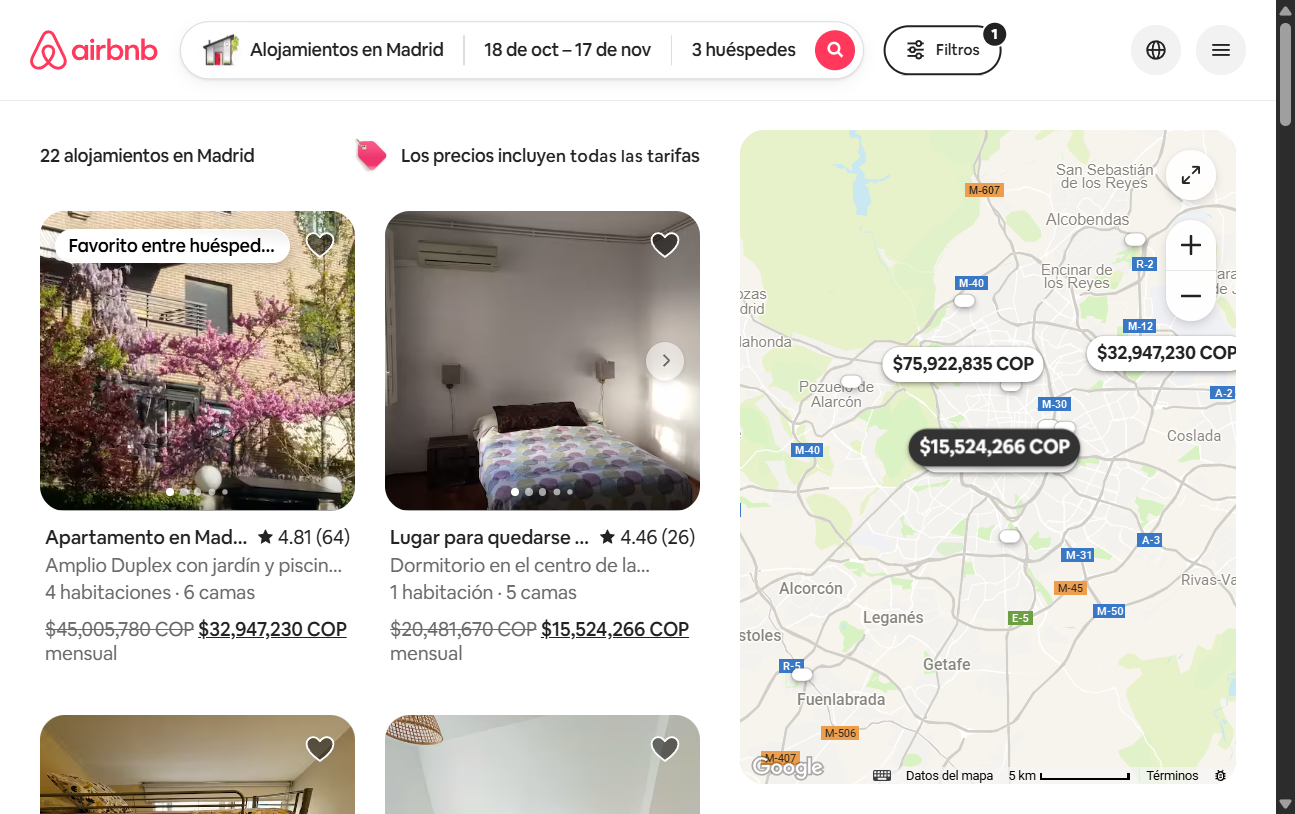 airbnb
Alojamientos en Madrid
18 de oct – 17 de nov
3 huéspedes
Filtros
1
22 alojamientos en Madrid
Los precios incluyen todas las tarifas
Favorito entre huésped...
Apartamento en Mad... 4.81 (64)
Amplio Duplex con jardín y piscin...
4 habitaciones · 6 camas
$45,005,780 COP $32,947,230 COP
mensual
Lugar para quedarse ... 4.46 (26)
Dormitorio en el centro de la...
1 habitación · 5 camas
$20,481,670 COP $15,524,266 COP
mensual
San Sebastián
de los Reyes
M-607
Alcobendas
R-2
Encinar de
los Reyes
M-40
M-12
$75,922,835 COP
$32,947,230 COP
Pozuelo de
Alarcón
A-2
M-30
Coslada
M-40
$15,524,266 COP
A-3
M-31
Rivas-Va
Alcorcón
M-45
M-50
Leganés
E-5
stoles
Getafe
R-5
Fuenlabrada
M-506
M-407
Google
Datos del mapa
5 km
Términos